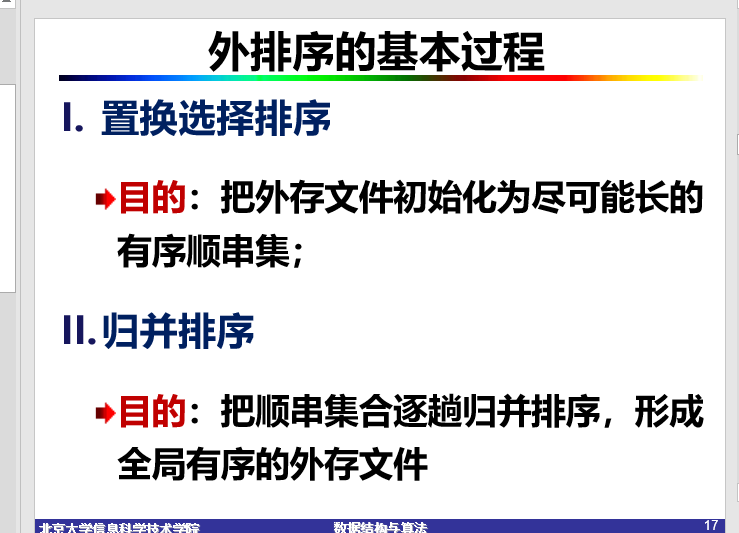 外排序的基本过程
I. 置换选择排序
目的：把外存文件初始化为尽可能长的
有序顺串集；
II.归并排序
目的：把顺串集合逐趟归并排序，形成
全局有序的外存文件
北京大学信息科学技术学院 数据结构与算法 17